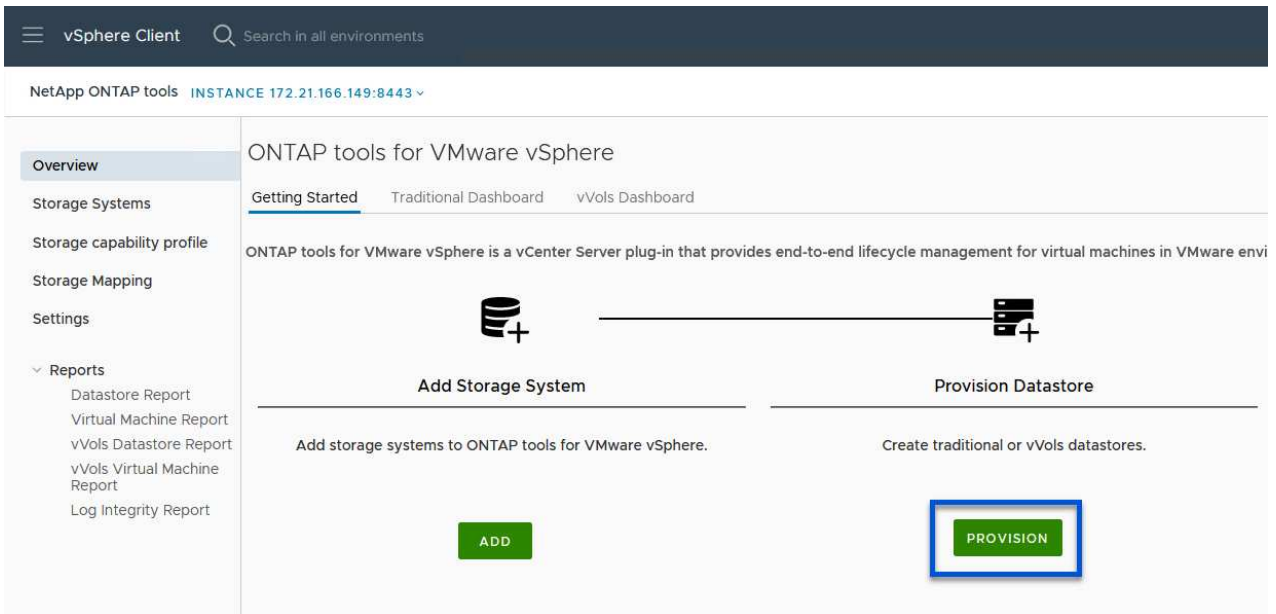 vSphere Client
Search in all environments
NetApp ONTAP tools INSTANCE 172.21.166.149:8443
Overview
Storage Systems
Storage capability profile
Storage Mapping
Settings
Reports
Datastore Report
Virtual Machine Report
vVols Datastore Report
vVols Virtual Machine
Report
Log Integrity Report
ONTAP tools for VMware vSphere
Getting Started Traditional Dashboard vVols Dashboard
ONTAP tools for VMware vSphere is a vCenter Server plug-in that provides end-to-end lifecycle management for virtual machines in VMware envi
Add Storage System
Add storage systems to ONTAP tools for VMware vSphere.
ADD
Provision Datastore
Create traditional or vVols datastores.
PROVISION